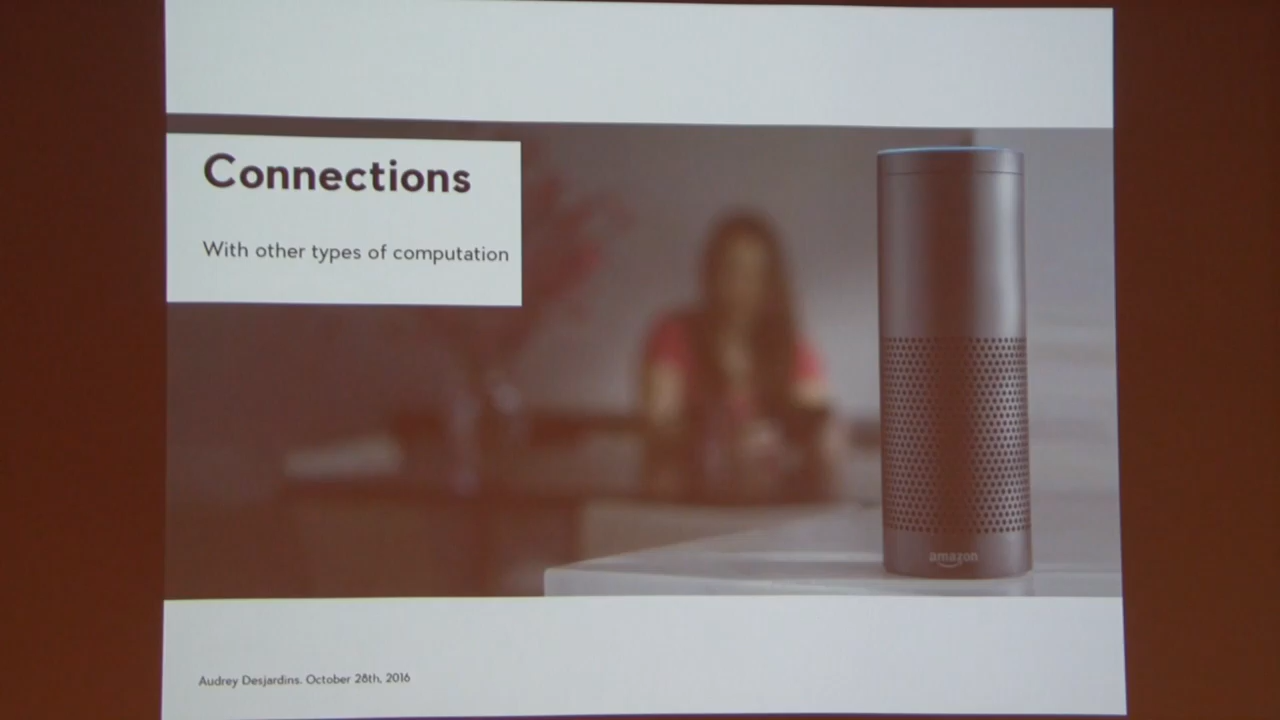 Connections
With other types of computation
amazon
Audrey Desjardins. October 28th, 2016